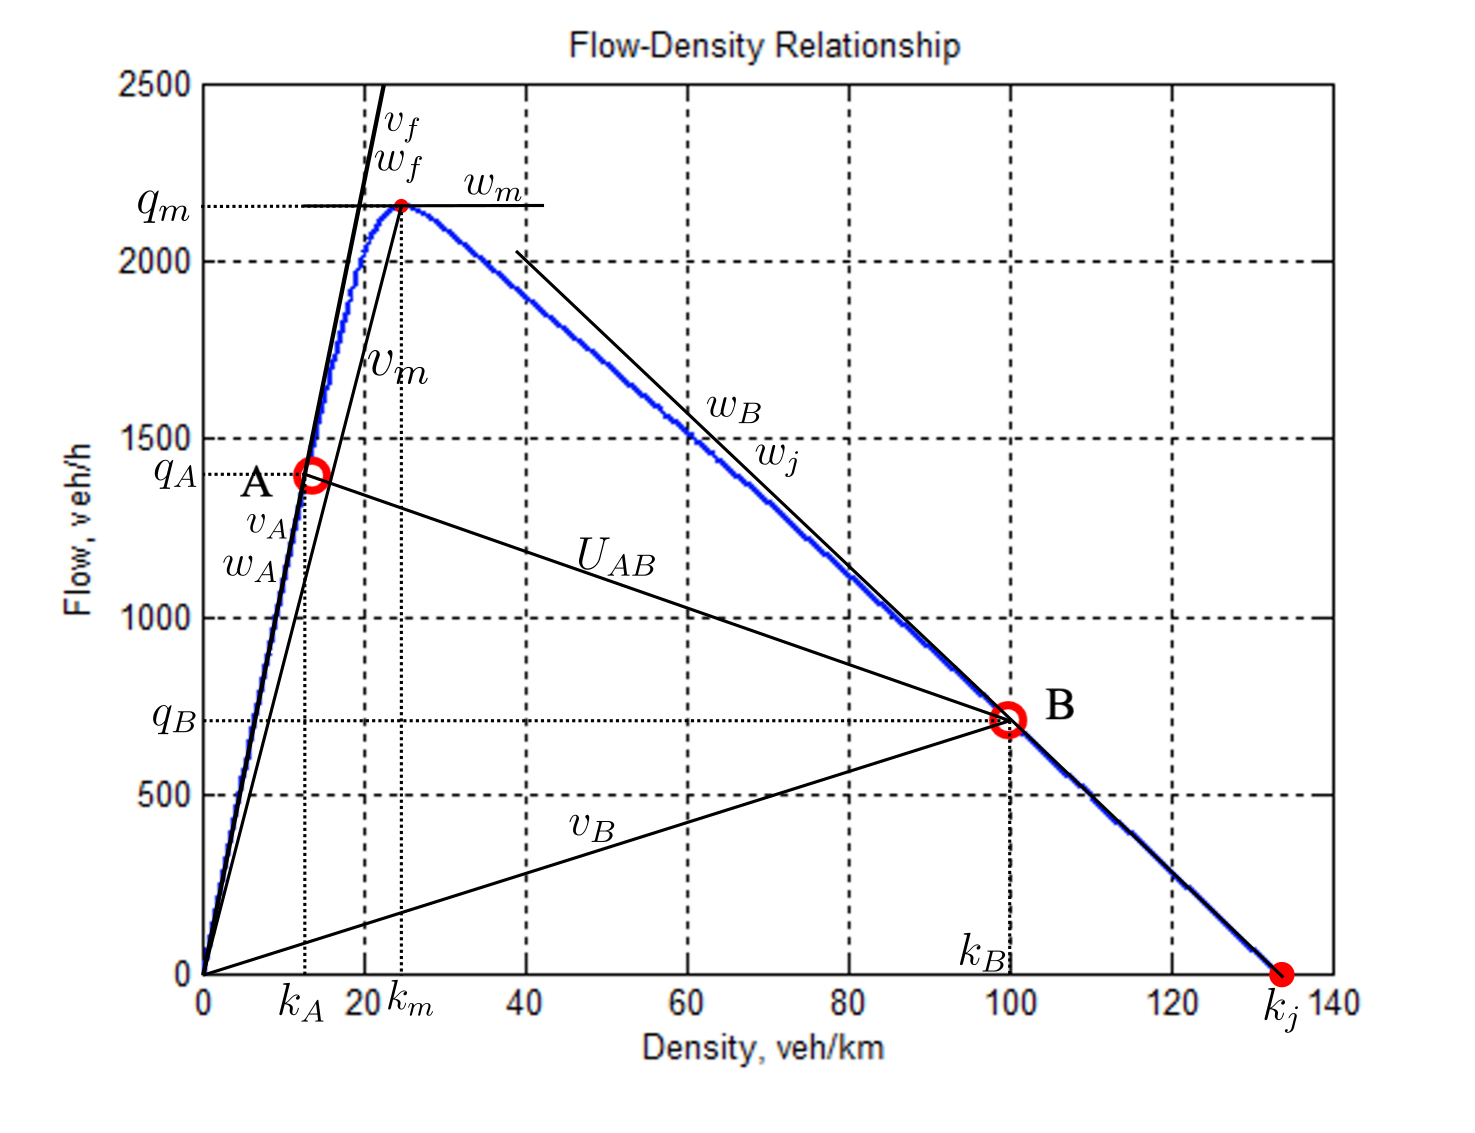 Flow-Density Relationship
2500
v_f
w_f
w_m
q_m
2000
v_m
w_B
w_j
1500
q_A
A
v_A
w_A
U_{AB}
1000
B
q_B
500
v_B
k_B
0
0
k_A
20
k_m
40
60
80
100
120
k_j
140
Flow, veh/h
Density, veh/km